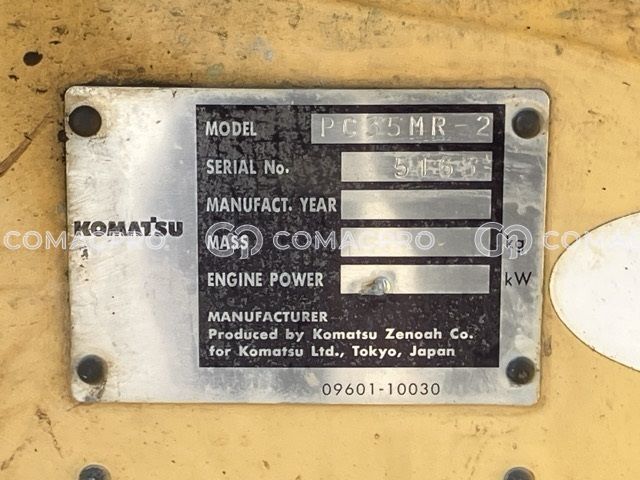 MODEL PC35MR-2
SERIAL No.
MANUFACT. YEAR
KOMATSU
MASS kg
ENGINE POWER kW
MANUFACTURER
Produced by Komatsu Zenoah Co.
for Komatsu Ltd., Tokyo, Japan
09601-10030
COMACPRO
COMACPRO
COMACPRO